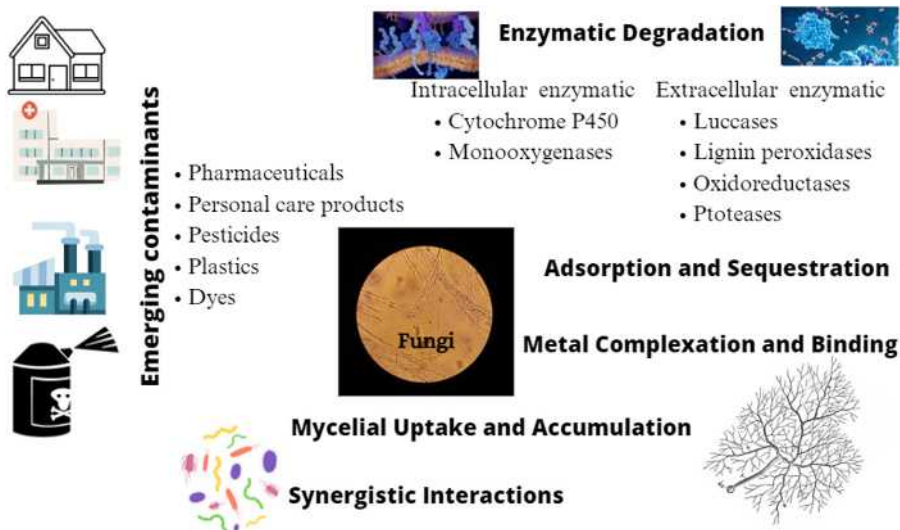 Enzymatic Degradation
Intracellular enzymatic
• Cytochrome P450
• Monooxygenases
Extracellular enzymatic
• Luccases
• Lignin peroxidases
• Oxidoreductases
• Ptoteases
Emerging contaminants
• Pharmaceuticals
• Personal care products
• Pesticides
• Plastics
• Dyes
Fungi
Adsorption and Sequestration
Metal Complexation and Binding
Mycelial Uptake and Accumulation
Synergistic Interactions